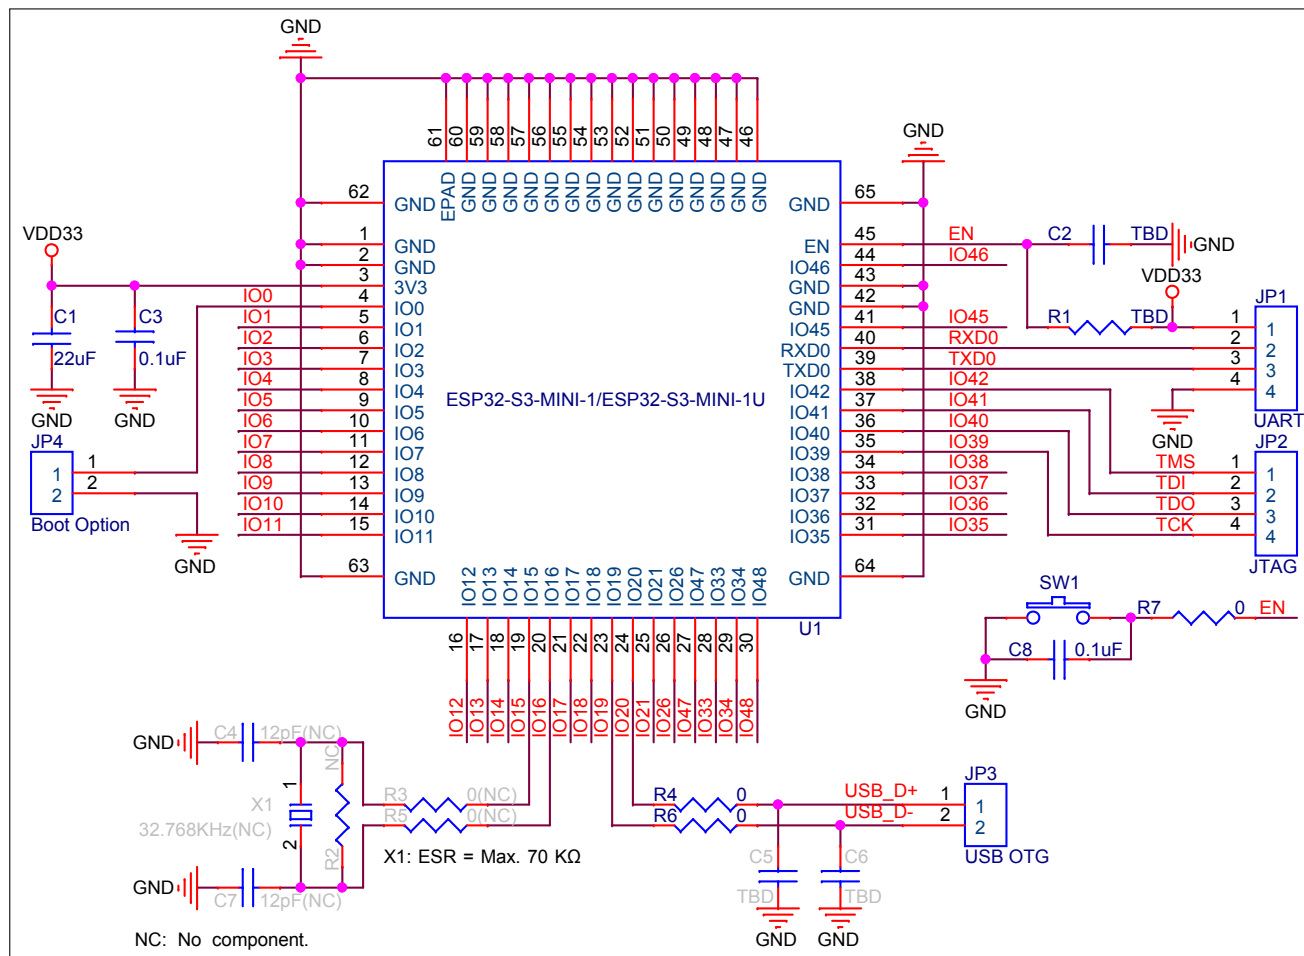 GND
61 60 59 58 57 56 55 54 53 52 51 50 49 48 47 46
EPAD GND GND GND GND GND GND GND GND GND GND GND GND GND GND GND
GND
62 GND
GND 65
VDD33
1 GND
EN 45 EN
C2 TBD GND
2 GND
IO46 44 IO46
3 3V3
GND 43
VDD33
IO0 4 IO0
GND 42
C1 22uF
C3 0.1uF
GND
GND
IO1 5 IO1
IO45 41 IO45
R1 TBD
JP1
1 1
IO2 6 IO2
RXD0 40 RXD0
2 2
IO3 7 IO3
TXD0 39 TXD0
3 3
IO4 8 IO4
IO42 38 IO42
4 4
GND
UART
ESP32-S3-MINI-1/ESP32-S3-MINI-1U
IO5 9 IO5
IO41 37 IO41
IO6 10 IO6
IO40 36 IO40
IO7 11 IO7
IO39 35 IO39
JP4
1 1
2 2
Boot Option
GND
JP2
IO8 12 IO8
IO38 34 IO38
TMS 1 1
IO9 13 IO9
IO37 33 IO37
TDI 2 2
IO10 14 IO10
IO36 32 IO36
TDO 3 3
IO11 15 IO11
IO35 31 IO35
TCK 4 4
JTAG
63 GND
GND 64
IO12 IO13 IO14 IO15 IO16 IO17 IO18 IO19 IO20 IO21 IO26 IO47 IO33 IO34 IO48
U1
16 17 18 19 20 21 22 23 24 25 26 27 28 29 30
IO12 IO13 IO14 IO15 IO16 IO17 IO18 IO19 IO20 IO21 IO26 IO47 IO33 IO34 IO48
SW1
R7 0 EN
C8 0.1uF
GND
GND C4 12pF(NC)
NC
R2
X1
1
32.768KHz(NC)
2
R3 0(NC)
R5 0(NC)
X1: ESR = Max. 70 KΩ
GND C7 12pF(NC)
NC: No component.
R4 0
R6 0
USB_D+ 1 1
USB_D- 2 2
JP3
USB OTG
C5 TBD
C6 TBD
GND
GND